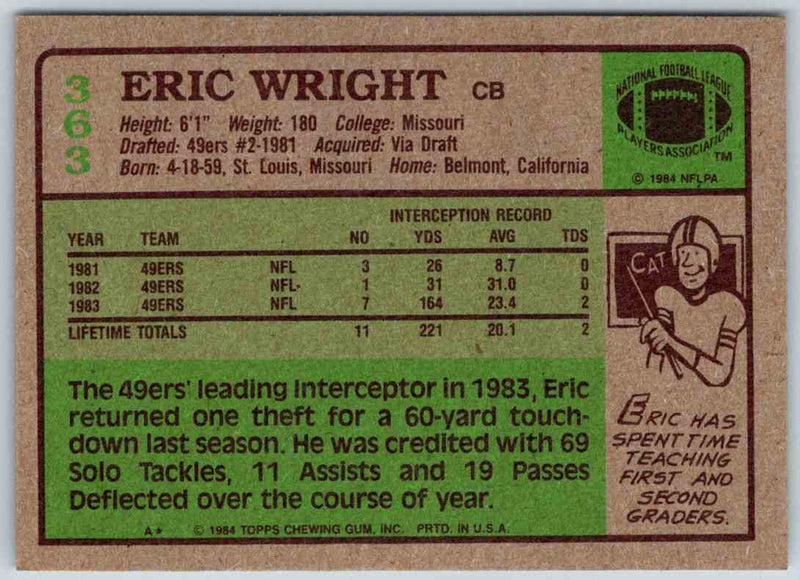 363
ERIC WRIGHT CB
Height: 6'1" Weight: 180 College: Missouri
Drafted: 49ers #2-1981 Acquired: Via Draft
Born: 4-18-59, St. Louis, Missouri Home: Belmont, California
NATIONAL FOOTBALL LEAGUE
PLAYERS ASSOCIATION
TM
© 1984 NFLPA
INTERCEPTION RECORD
YEAR TEAM NO YDS AVG TDS
1981 49ERS NFL 3 26 8.7 0
1982 49ERS NFL 1 31 31.0 0
1983 49ERS NFL 7 164 23.4 2
LIFETIME TOTALS 11 221 20.1 2
CAT
The 49ers' leading interceptor in 1983, Eric
returned one theft for a 60-yard touch-
down last season. He was credited with 69
Solo Tackles, 11 Assists and 19 Passes
Deflected over the course of year.
ERIC HAS
SPENT TIME
TEACHING
FIRST AND
SECOND
GRADERS.
A★ © 1984 TOPPS CHEWING GUM, INC. PRTD. IN U.S.A.